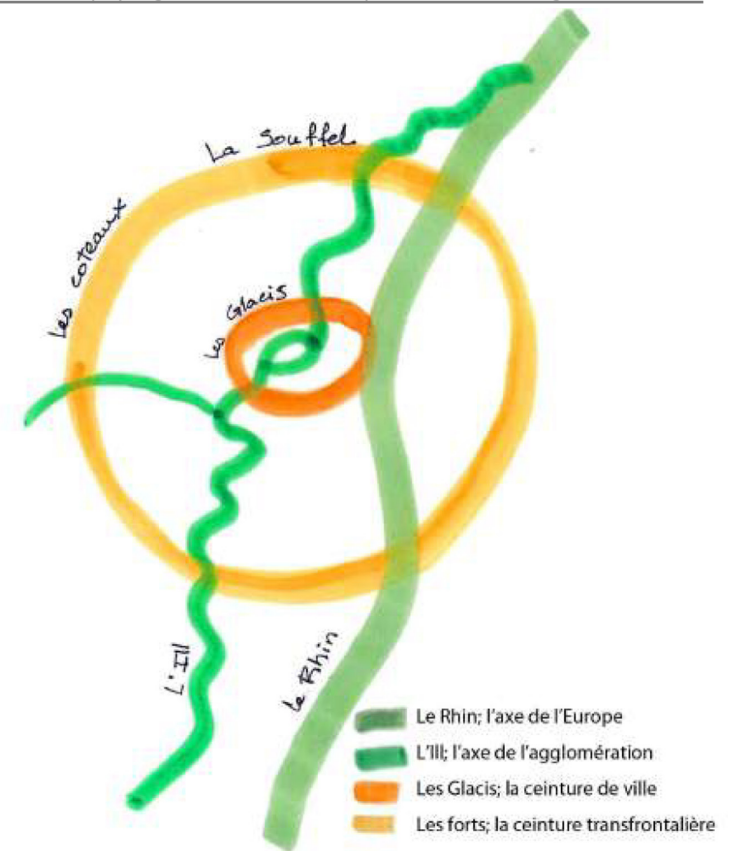 La Souffel
Les coteaux
Les Glacis
L'Ill
Le Rhin
Le Rhin; l'axe de l'Europe
L'Ill; l'axe de l'agglomération
Les Glacis; la ceinture de ville
Les forts; la ceinture transfrontalière